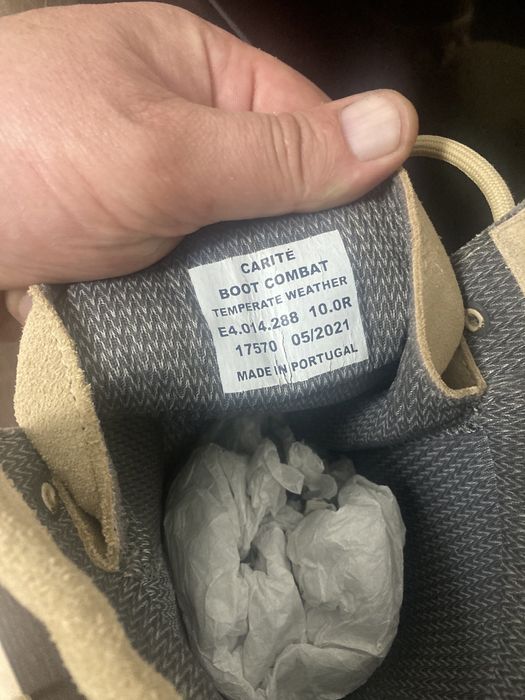 CARITÉ
BOOT COMBAT
TEMPERATE WEATHER
E4.014.288 10.0R
17570 05/2021
MADE IN PORTUGAL